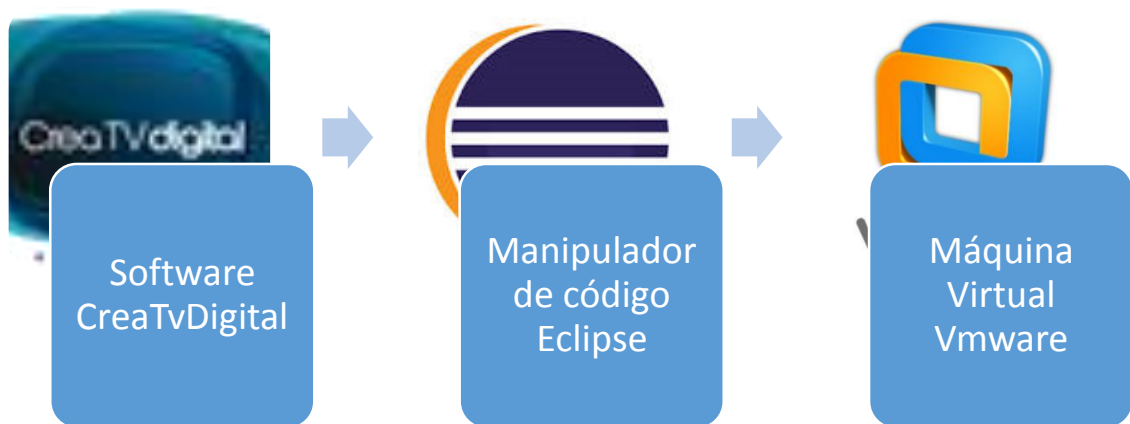 CreaTVdigital
Software
CreaTvDigital
Manipulador
de código
Eclipse
Máquina
Virtual
Vmware